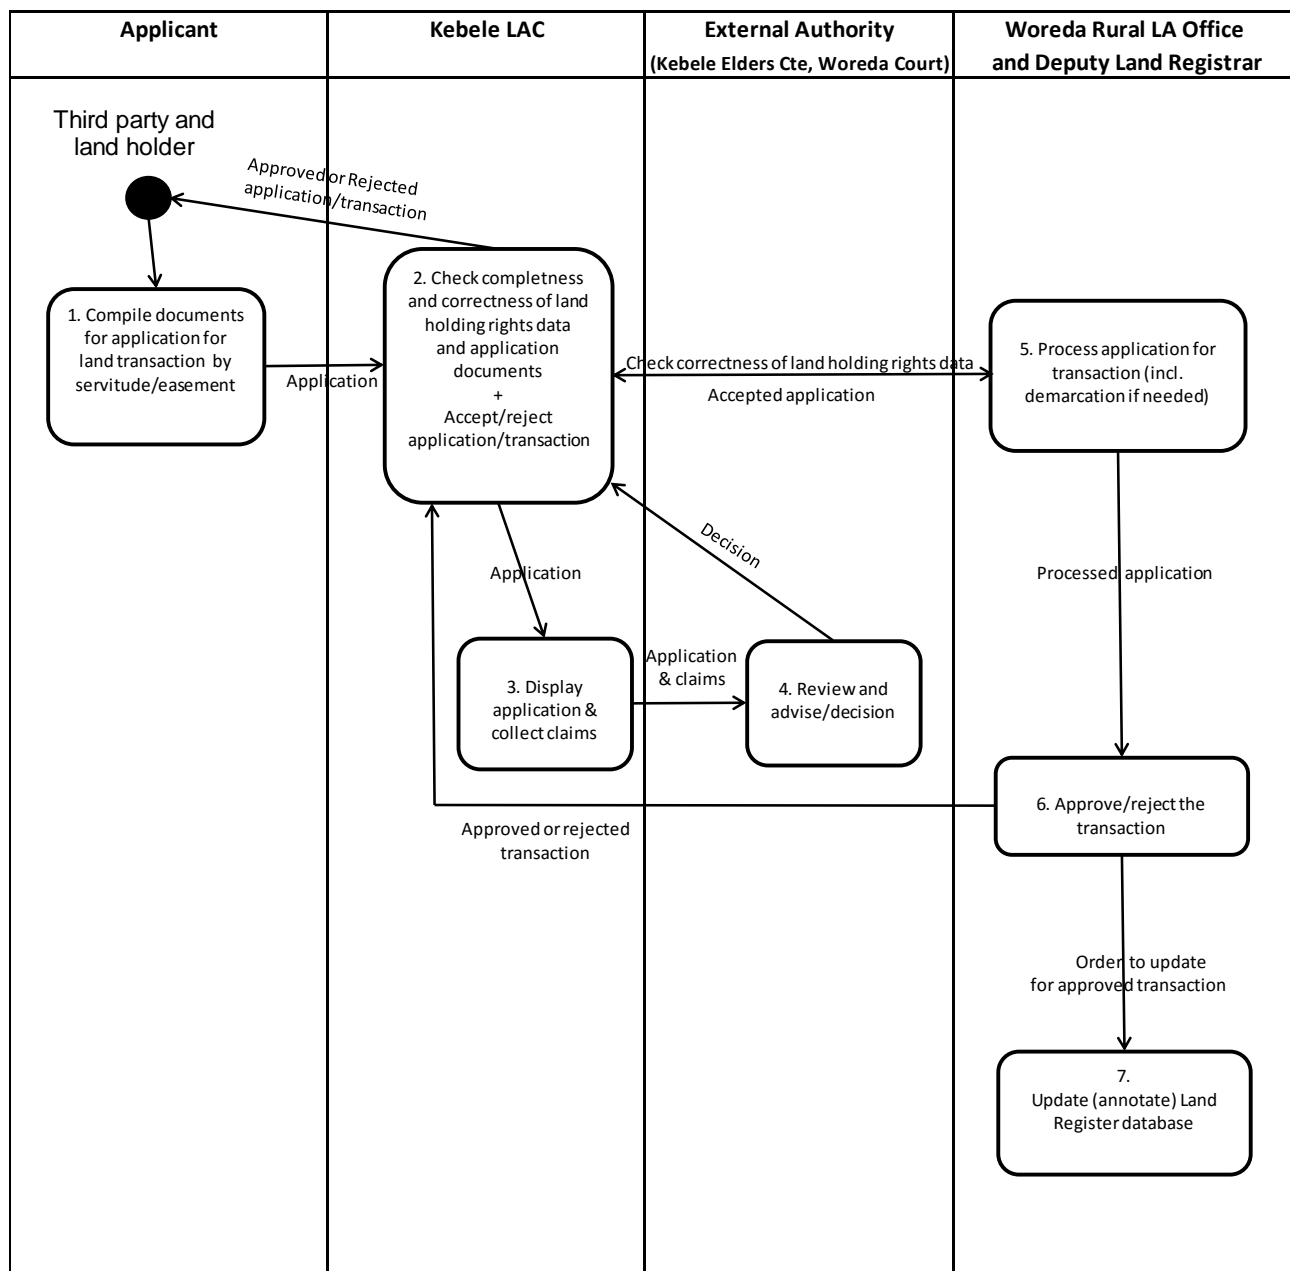 Applicant
Kebele LAC
External Authority
(Kebele Elders Cte, Woreda Court)
Woreda Rural LA Office
and Deputy Land Registrar
Third party and
land holder
Approved or Rejected
application/transaction
1. Compile documents
for application for
land transaction by
servitude/easement
Application
2. Check completness
and correctness of land
holding rights data
and application
documents
+
Accept/reject
application/transaction
Check correctness of land holding rights data
Accepted application
5. Process application for
transaction (incl.
demarcation if needed)
Decision
Application
Processed application
3. Display
application &
collect claims
Application
& claims
4. Review and
advise/decision
6. Approve/reject the
transaction
Approved or rejected
transaction
Order to update
for approved transaction
7.
Update (annotate) Land
Register database